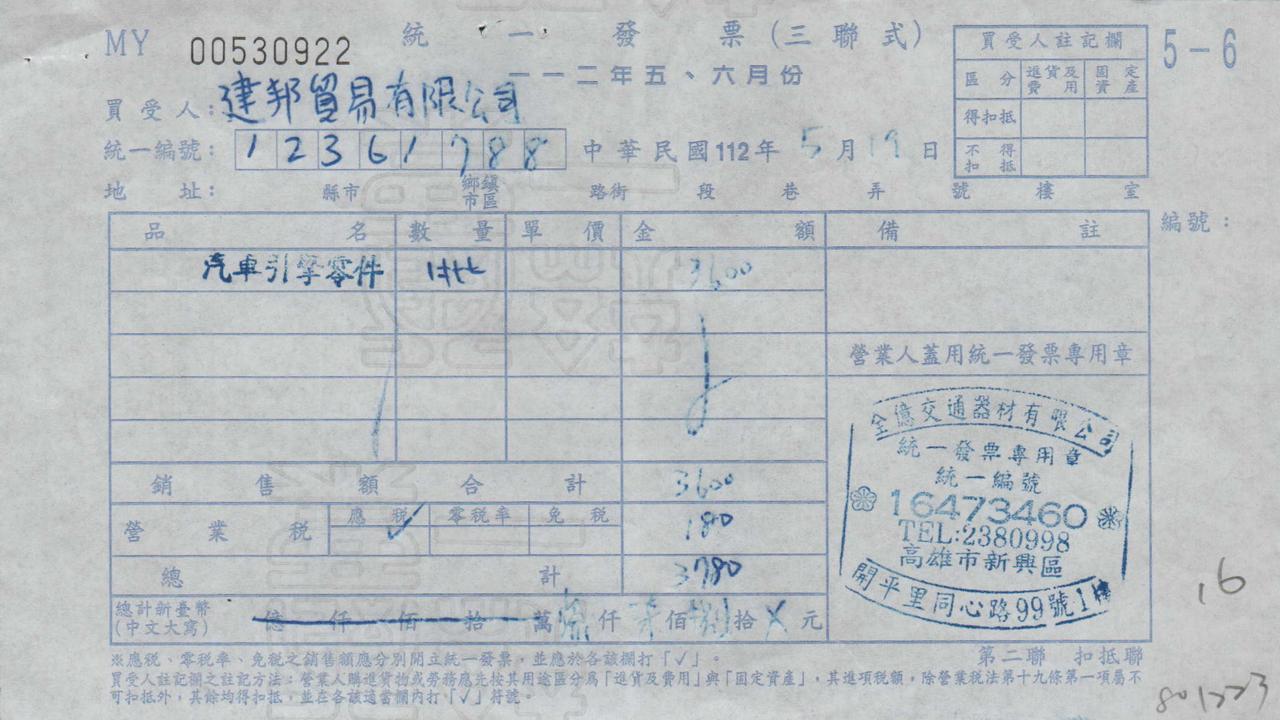 MY 00530922 統一發票(三聯式) 5-6
一一二年五、六月份
買受人註記欄
區分 進貨及費用 固定資產
得扣抵
不得扣抵
買受人:建邦貿易有限公司
統一編號: 12361788 中華民國112年5月19日
地址: 縣市 鄉鎮市區 路街 段 巷 弄 號 樓 室
編號:
品名 數量 單價 金額 備註
汽車引擎零件 1批 3600
營業人蓋用統一發票專用章
全億交通器材有限公司
統一發票專用章
統一編號
16473460
TEL:2380998
高雄市新興區
開平里同心路99號1樓
銷售額合計 3600
營業稅 應稅 ✓ 零稅率 免稅 180
總計 3780
總計新臺幣
(中文大寫) 億仟佰拾萬 仟 佰 捌拾 X 元
16
※應稅、零稅率、免稅之銷售額應分別開立統一發票,並應於各該欄打「✓」。
第二聯 扣抵聯
買受人註記欄之註記方法:營業人購進貨物或勞務應先按其用途區分為「進貨及費用」與「固定資產」,其進項稅額,除營業稅法第十九條第一項屬不
可扣抵外,其餘均得扣抵,並在各該適當欄內打「✓」符號。
801223